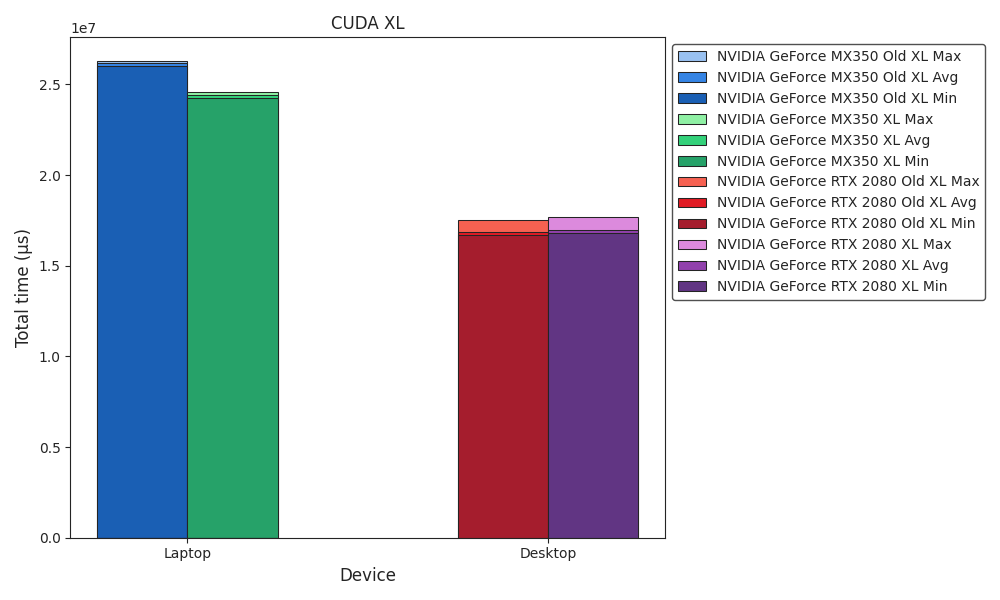 CUDA XL
1e7
2.5
2.0
1.5
1.0
0.5
0.0
Total time (µs)
Laptop
Desktop
Device
NVIDIA GeForce MX350 Old XL Max
NVIDIA GeForce MX350 Old XL Avg
NVIDIA GeForce MX350 Old XL Min
NVIDIA GeForce MX350 XL Max
NVIDIA GeForce MX350 XL Avg
NVIDIA GeForce MX350 XL Min
NVIDIA GeForce RTX 2080 Old XL Max
NVIDIA GeForce RTX 2080 Old XL Avg
NVIDIA GeForce RTX 2080 Old XL Min
NVIDIA GeForce RTX 2080 XL Max
NVIDIA GeForce RTX 2080 XL Avg
NVIDIA GeForce RTX 2080 XL Min